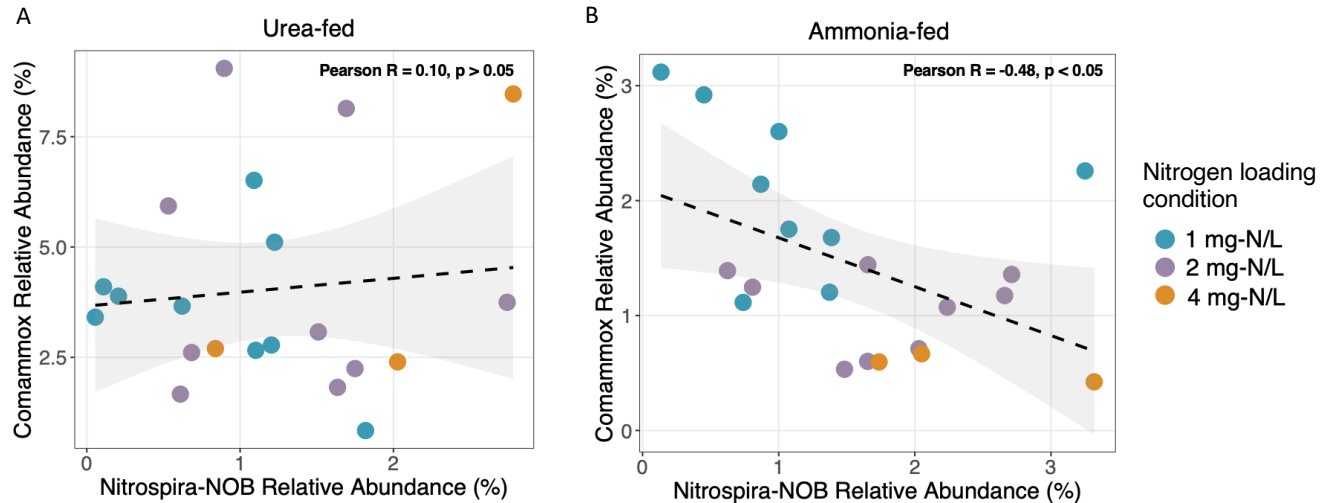 A
Urea-fed
Pearson R = 0.10, p > 0.05
Comammox Relative Abundance (%)
7.5
5.0
2.5
0
1
2
Nitrospira-NOB Relative Abundance (%)
B
Ammonia-fed
Pearson R = -0.48, p < 0.05
Comammox Relative Abundance (%)
3
2
1
0
0
1
2
3
Nitrospira-NOB Relative Abundance (%)
Nitrogen loading
condition
1 mg-N/L
2 mg-N/L
4 mg-N/L